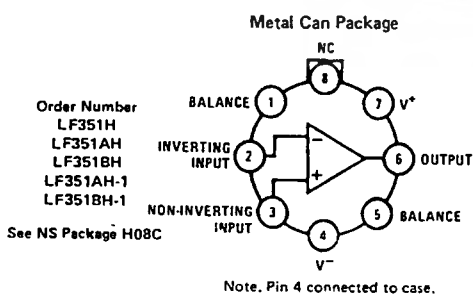 Metal Can Package
NC
8
BALANCE 1
7 V+
Order Number
LF351H
LF351AH
LF351BH
LF351AH-1
LF351BH-1
See NS Package H08C
INVERTING
INPUT
2
−
6 OUTPUT
+
NON-INVERTING
INPUT
3
5 BALANCE
4
V−
Note. Pin 4 connected to case.